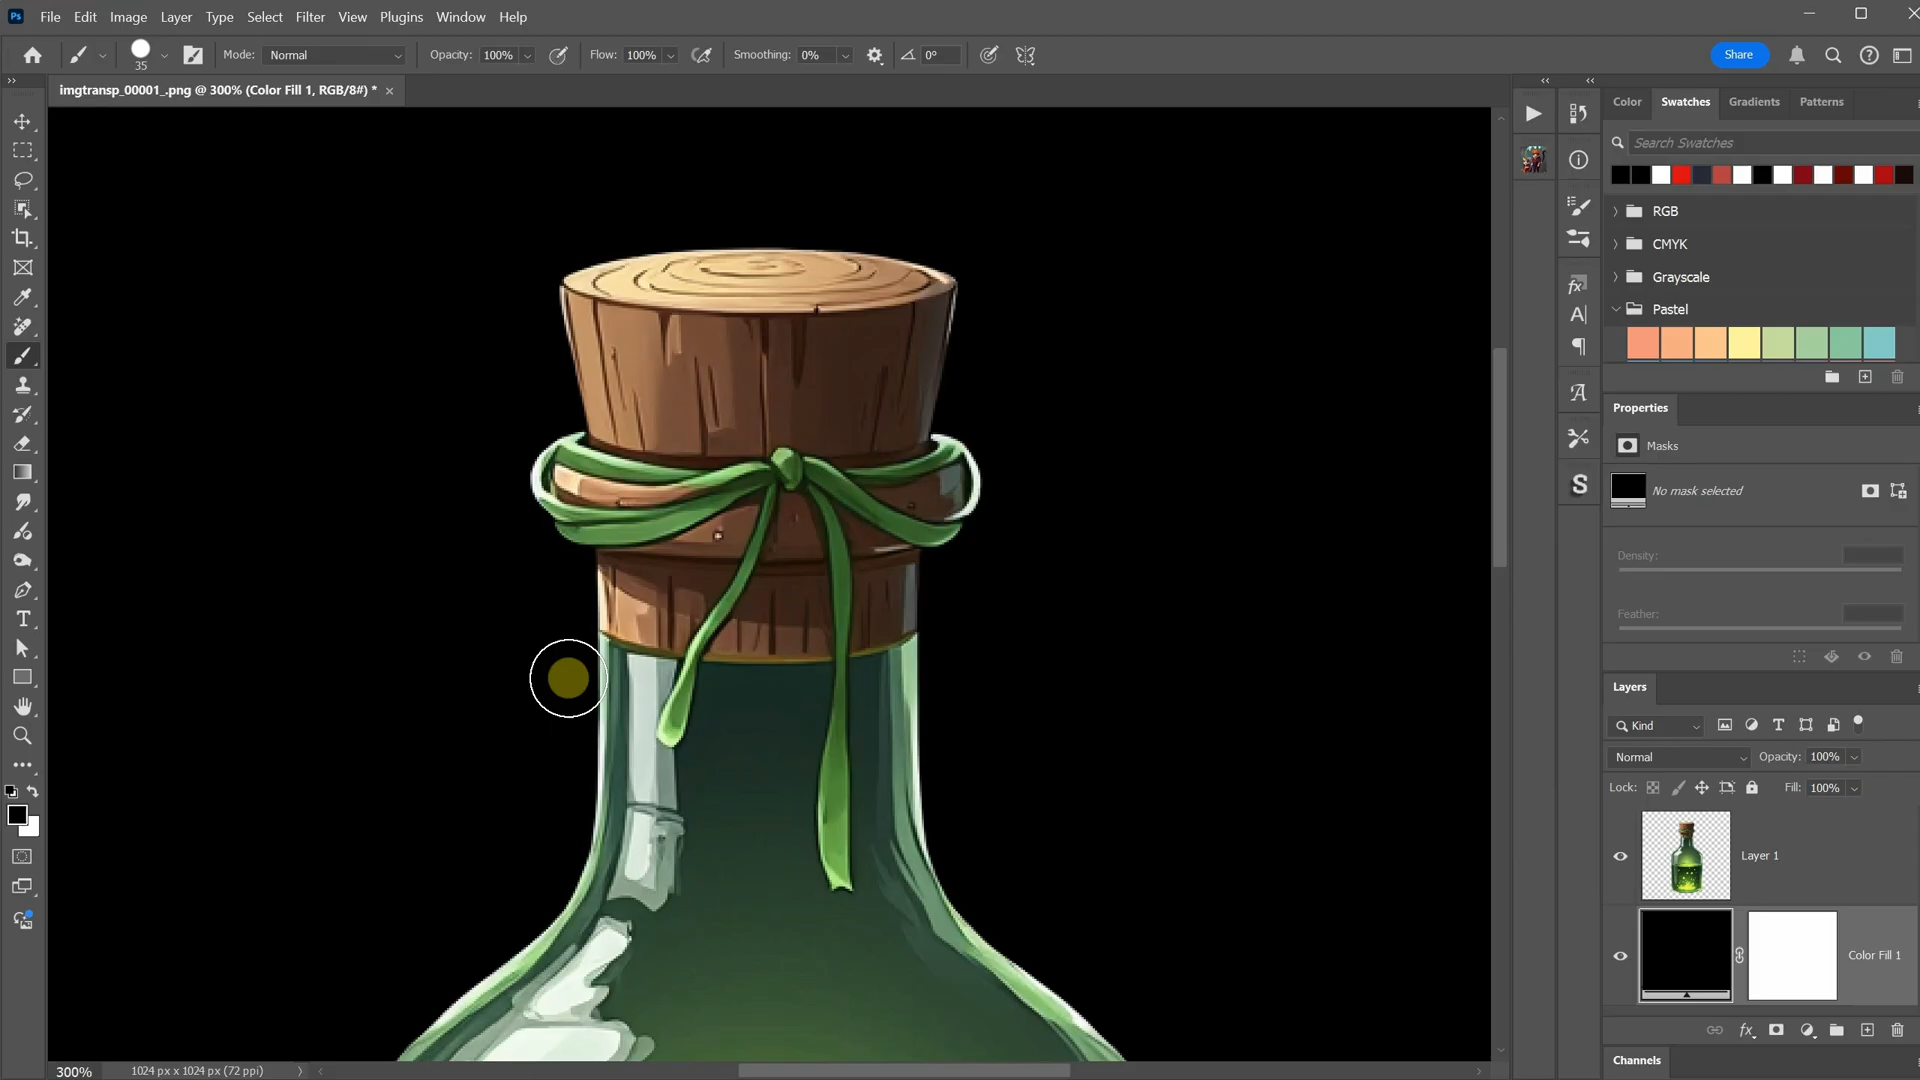 Ps File Edit Image Layer Type Select Filter View Plugins Window Help
35 Mode: Normal Opacity: 100% Flow: 100% Smoothing: 0% 0° Share
imgtransp_00001_.png @ 300% (Color Fill 1, RGB/8#) *
Color Swatches Gradients Patterns
Search Swatches
RGB
CMYK
Grayscale
Pastel
Properties
Masks
No mask selected
Density:
Feather:
Layers
Kind
Normal Opacity: 100%
Lock: Fill: 100%
Layer 1
Color Fill 1
Channels
300% 1024 px x 1024 px (72 ppi)